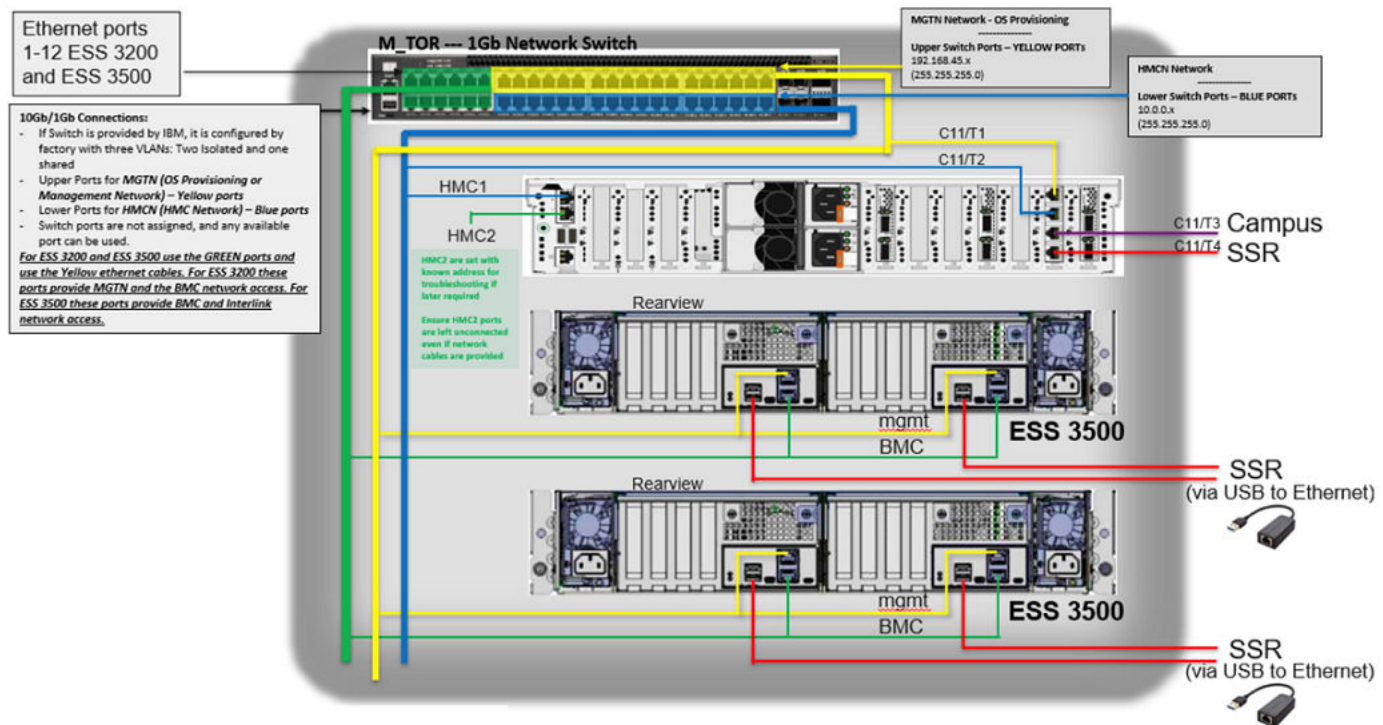 Ethernet ports
1-12 ESS 3200
and ESS 3500
M_TOR --- 1Gb Network Switch
MGTN Network - OS Provisioning
---------------
Upper Switch Ports – YELLOW PORTs
192.168.45.x
(255.255.255.0)
HMCN Network
---------------
Lower Switch Ports – BLUE PORTs
10.0.0.x
(255.255.255.0)
10Gb/1Gb Connections:
- If Switch is provided by IBM, it is configured by
factory with three VLANs: Two Isolated and one
shared
- Upper Ports for MGTN (OS Provisioning or
Management Network) – Yellow ports
- Lower Ports for HMCN (HMC Network) – Blue ports
- Switch ports are not assigned, and any available
port can be used.
For ESS 3200 and ESS 3500 use the GREEN ports and
use the Yellow ethernet cables. For ESS 3200 these
ports provide MGTN and the BMC network access. For
ESS 3500 these ports provide BMC and Interlink
network access.
C11/T1
C11/T2
HMC1
HMC2
C11/T3 Campus
C11/T4 SSR
HMC2 are set with
known address for
troubleshooting if
later required
Ensure HMC2 ports
are left unconnected
even if network
cables are provided
Rearview
mgmt
BMC
ESS 3500
SSR
(via USB to Ethernet)
Rearview
mgmt
BMC
ESS 3500
SSR
(via USB to Ethernet)